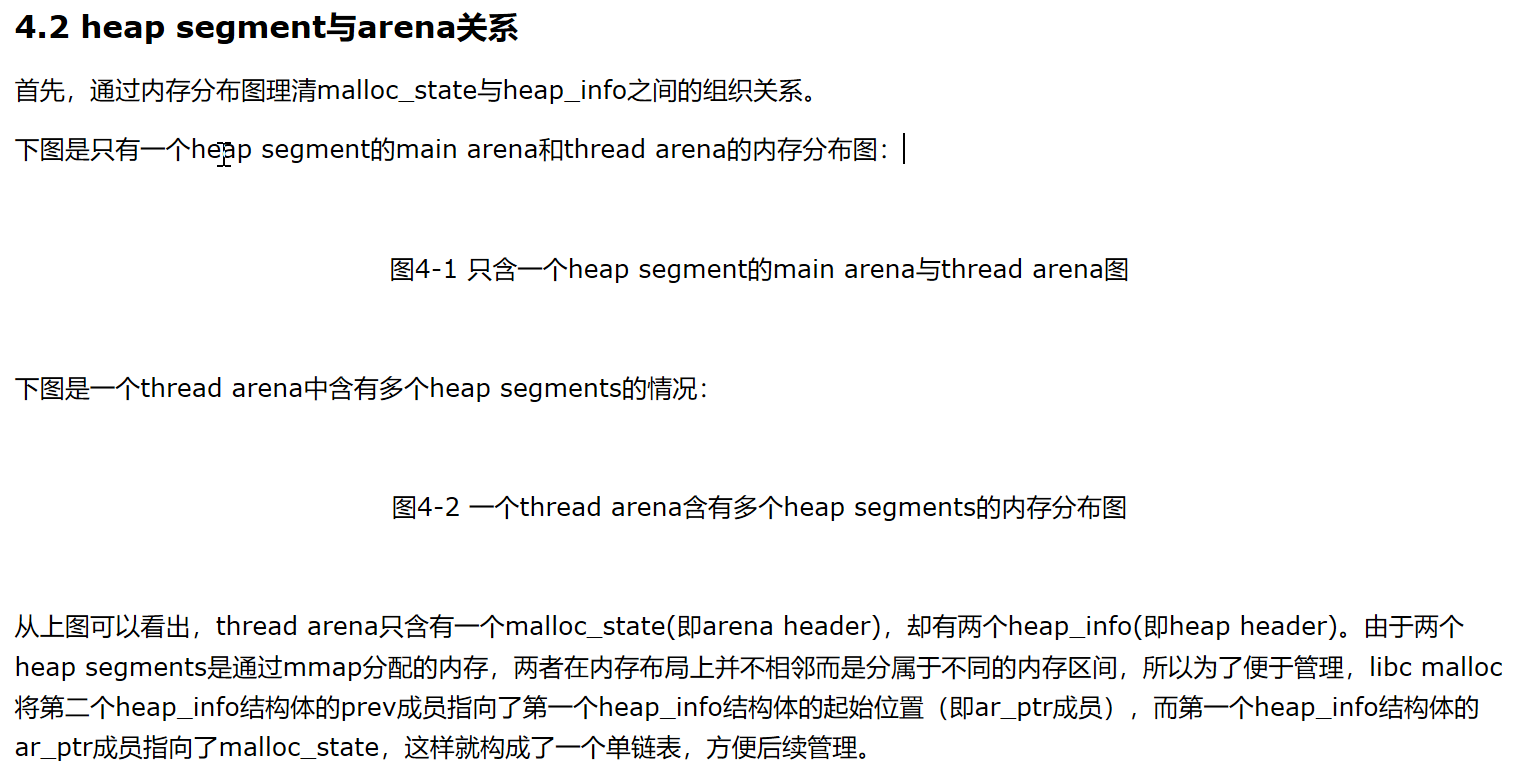 4.2 heap segment与arena关系
首先，通过内存分布图理清malloc_state与heap_info之间的组织关系。
下图是只有一个heap segment的main arena和thread arena的内存分布图：
图4-1 只含一个heap segment的main arena与thread arena图
下图是一个thread arena中含有多个heap segments的情况：
图4-2 一个thread arena含有多个heap segments的内存分布图
从上图可以看出，thread arena只含有一个malloc_state(即arena header)，却有两个heap_info(即heap header)。由于两个
heap segments是通过mmap分配的内存，两者在内存布局上并不相邻而是分属于不同的内存区间，所以为了便于管理，libc malloc
将第二个heap_info结构体的prev成员指向了第一个heap_info结构体的起始位置（即ar_ptr成员），而第一个heap_info结构体的
ar_ptr成员指向了malloc_state，这样就构成了一个单链表，方便后续管理。